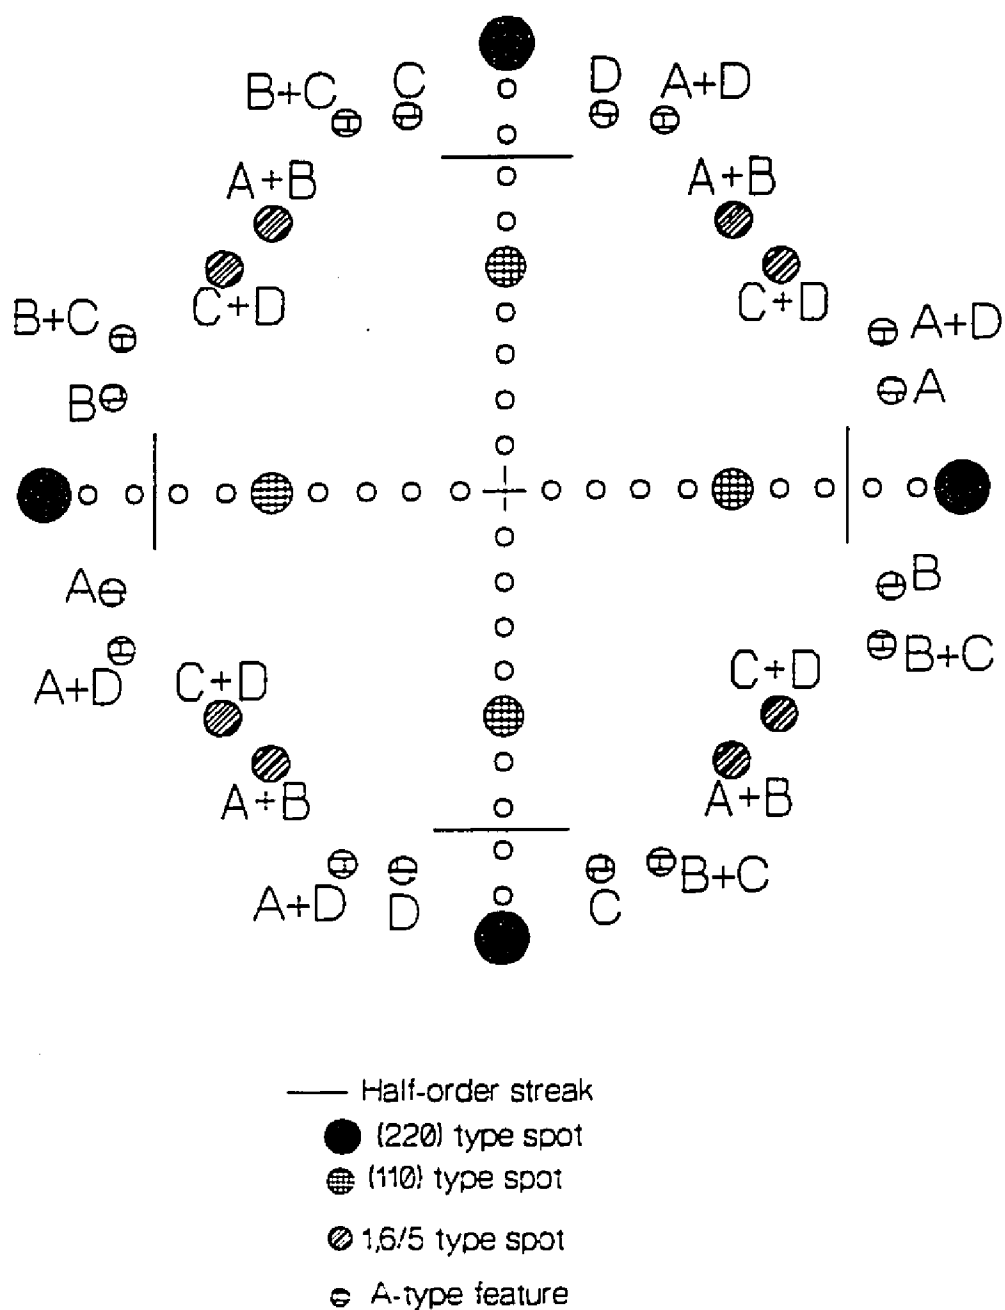 C D
B+C A+D
A+B A+B
C+D C+D
B+C A+D
B A
A B
A+D C+D C+D B+C
A+B A+B
A+D D C B+C
Half-order streak
(220) type spot
(110) type spot
1,6/5 type spot
A-type feature